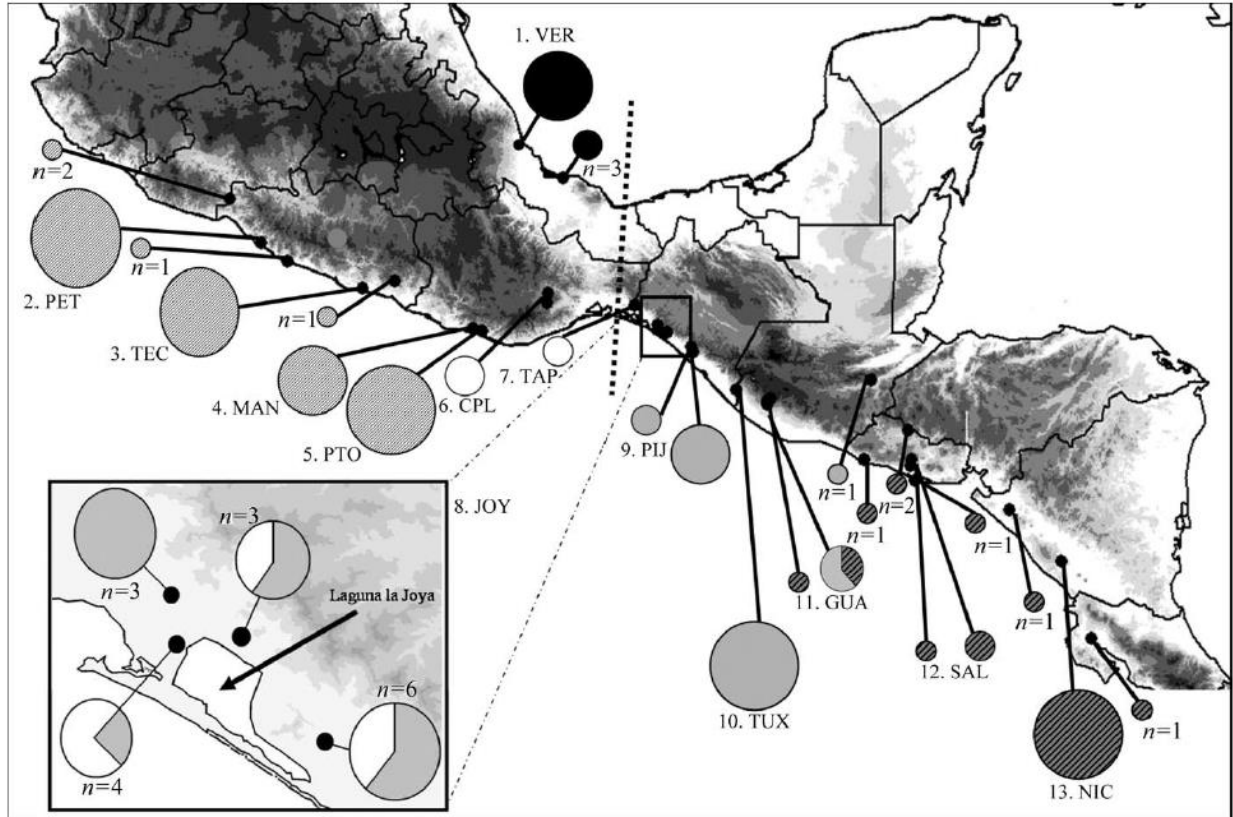 1. VER
n=3
n=2
2. PET
n=1
3. TEC
n=1
4. MAN
5. PTO
6. CPL
7. TAP
8. JOY
9. PIJ
10. TUX
11. GUA
n=1
n=1
n=2
n=1
12. SAL
n=1
13. NIC
n=1
n=3
n=3
Laguna la Joya
n=4
n=6